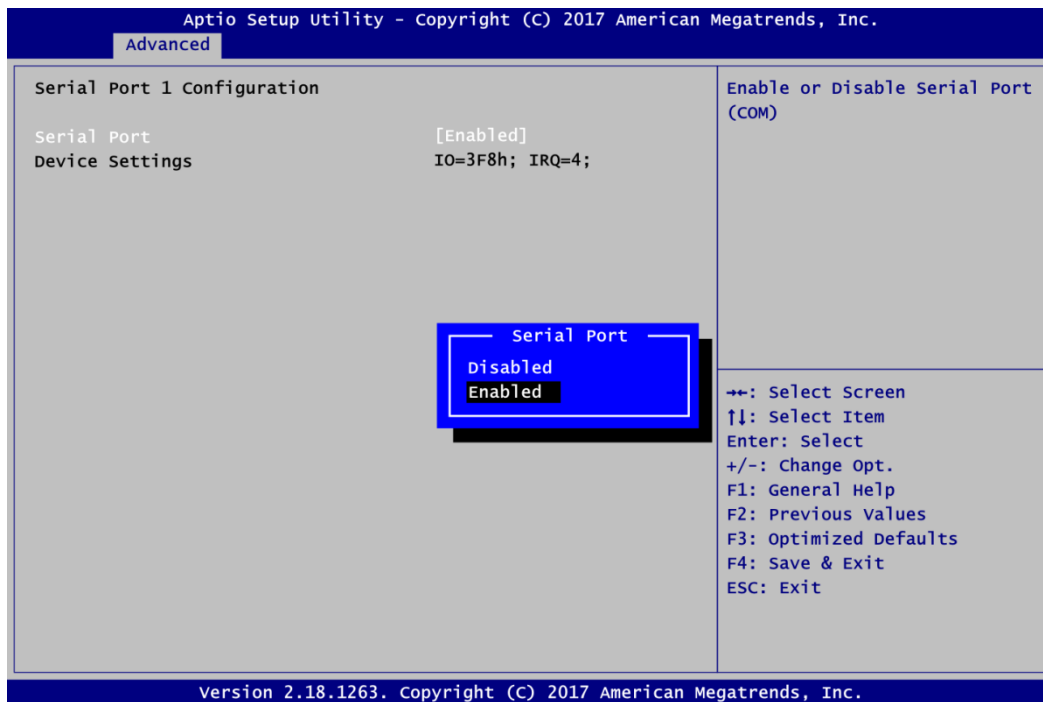 Aptio Setup Utility – Copyright (C) 2017 American Megatrends, Inc.
Advanced
Serial Port 1 Configuration
Serial Port [Enabled]
Device Settings IO=3F8h; IRQ=4;
Serial Port
Disabled
Enabled
Enable or Disable Serial Port
(COM)
→←: Select Screen
↑↓: Select Item
Enter: Select
+/-: Change Opt.
F1: General Help
F2: Previous Values
F3: Optimized Defaults
F4: Save & Exit
ESC: Exit
Version 2.18.1263. Copyright (C) 2017 American Megatrends, Inc.